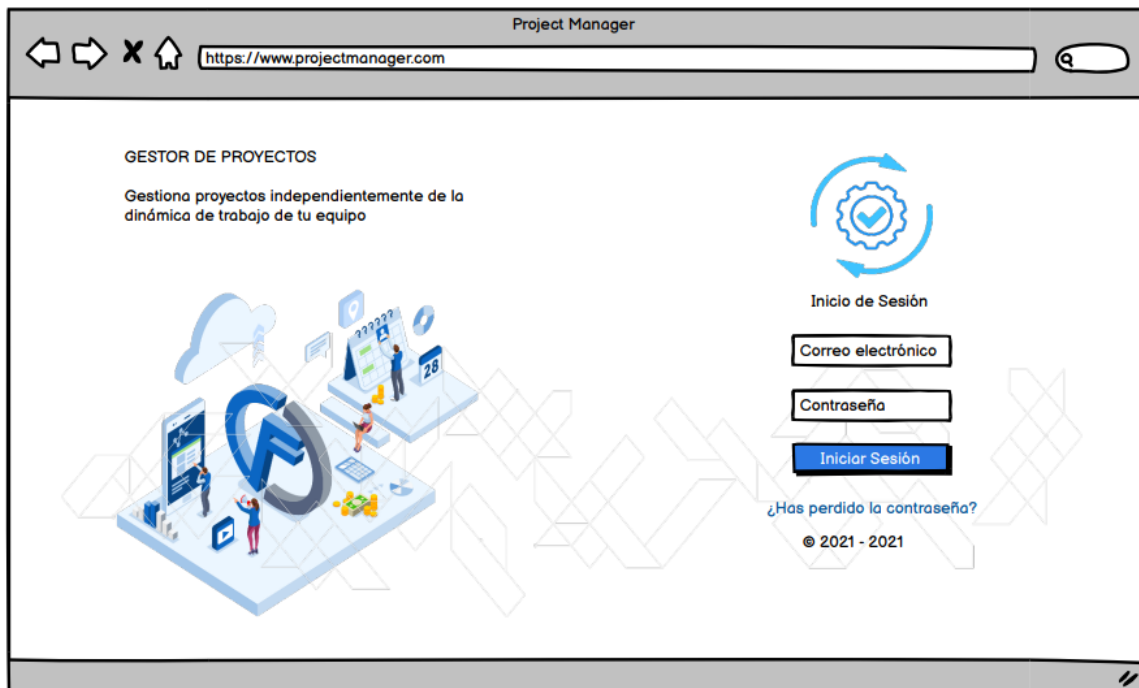 Project Manager
https://www.projectmanager.com
GESTOR DE PROYECTOS
Gestiona proyectos independientemente de la
dinámica de trabajo de tu equipo
28
Inicio de Sesión
Correo electrónico
Contraseña
Iniciar Sesión
¿Has perdido la contraseña?
© 2021 - 2021